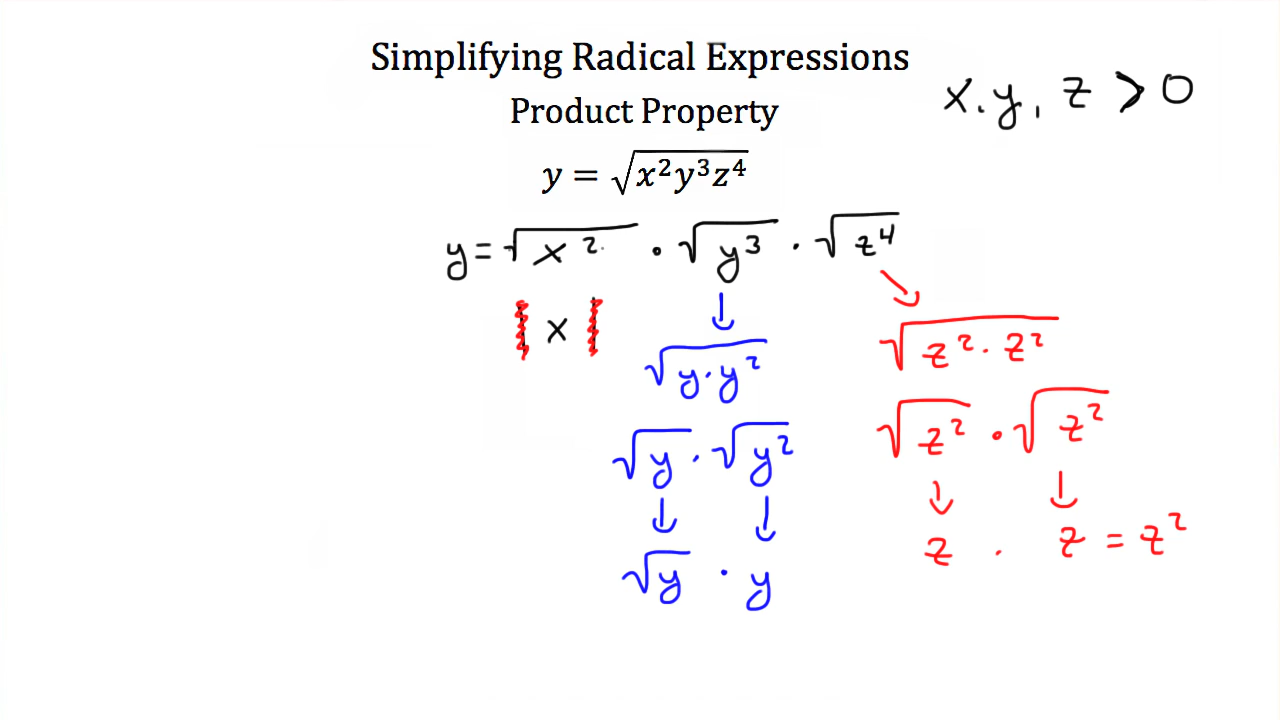 Simplifying Radical Expressions
Product Property
x.y, z > 0
y = √(x²y³z⁴)
y = √(x²) · √(y³) · √(z⁴)
|x| ↓ ↘
√(y·y²) √(z²·z²)
√y · √(y²) √(z²) · √(z²)
↓ ↓ ↓ ↓
√y · y z · z = z²